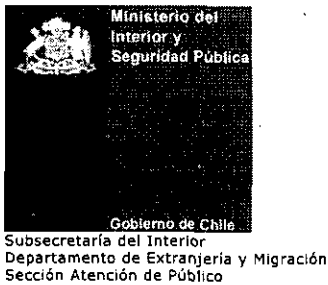 Ministerio del
Interior y
Seguridad Pública
Gobierno de Chile
Subsecretaría del Interior
Departamento de Extranjería y Migración
Sección Atención de Público